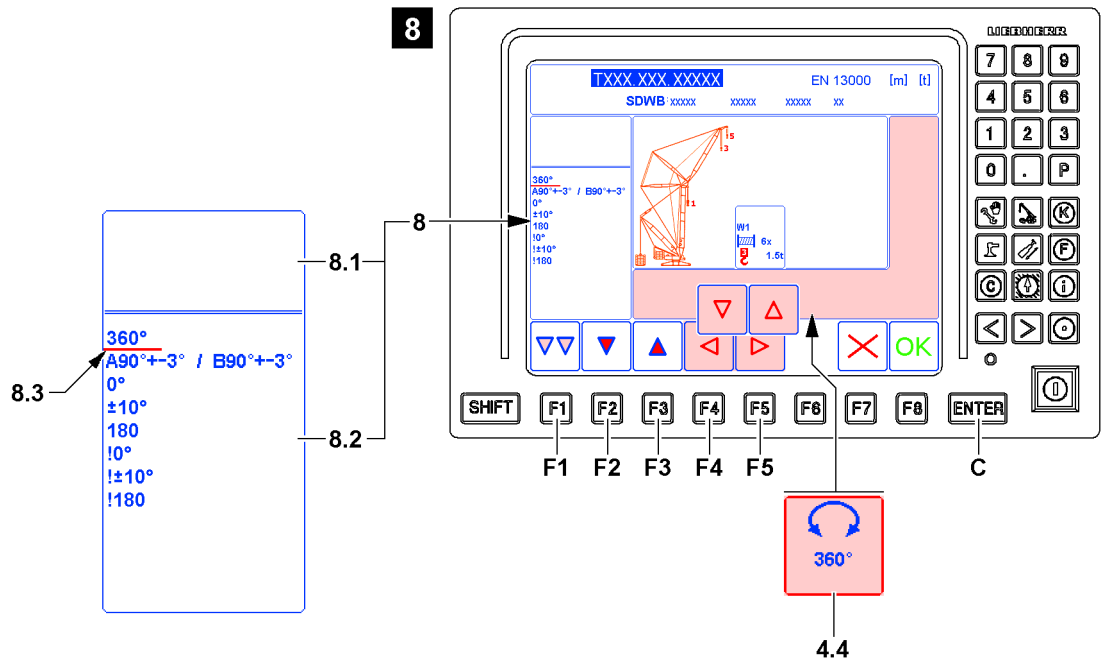 8
LIEBHERR
TXXX XXX XXXXX
EN 13000 [m] [t]
SDWB: xxxxx xxxxx xxxxx xx
360°
A90°+-3° / B90°+-3°
0°
±10°
180
!0°
!±10°
!180
5
3
1
W1
6x
1.5t
OK
7 8 9
4 5 6
1 2 3
0 . P
K
F
C i
< >
SHIFT F1 F2 F3 F4 F5 F6 F7 F8 ENTER
F1 F2 F3 F4 F5 C
8
8.1
8.2
8.3
360°
A90°+-3° / B90°+-3°
0°
±10°
180
!0°
!±10°
!180
360°
4.4